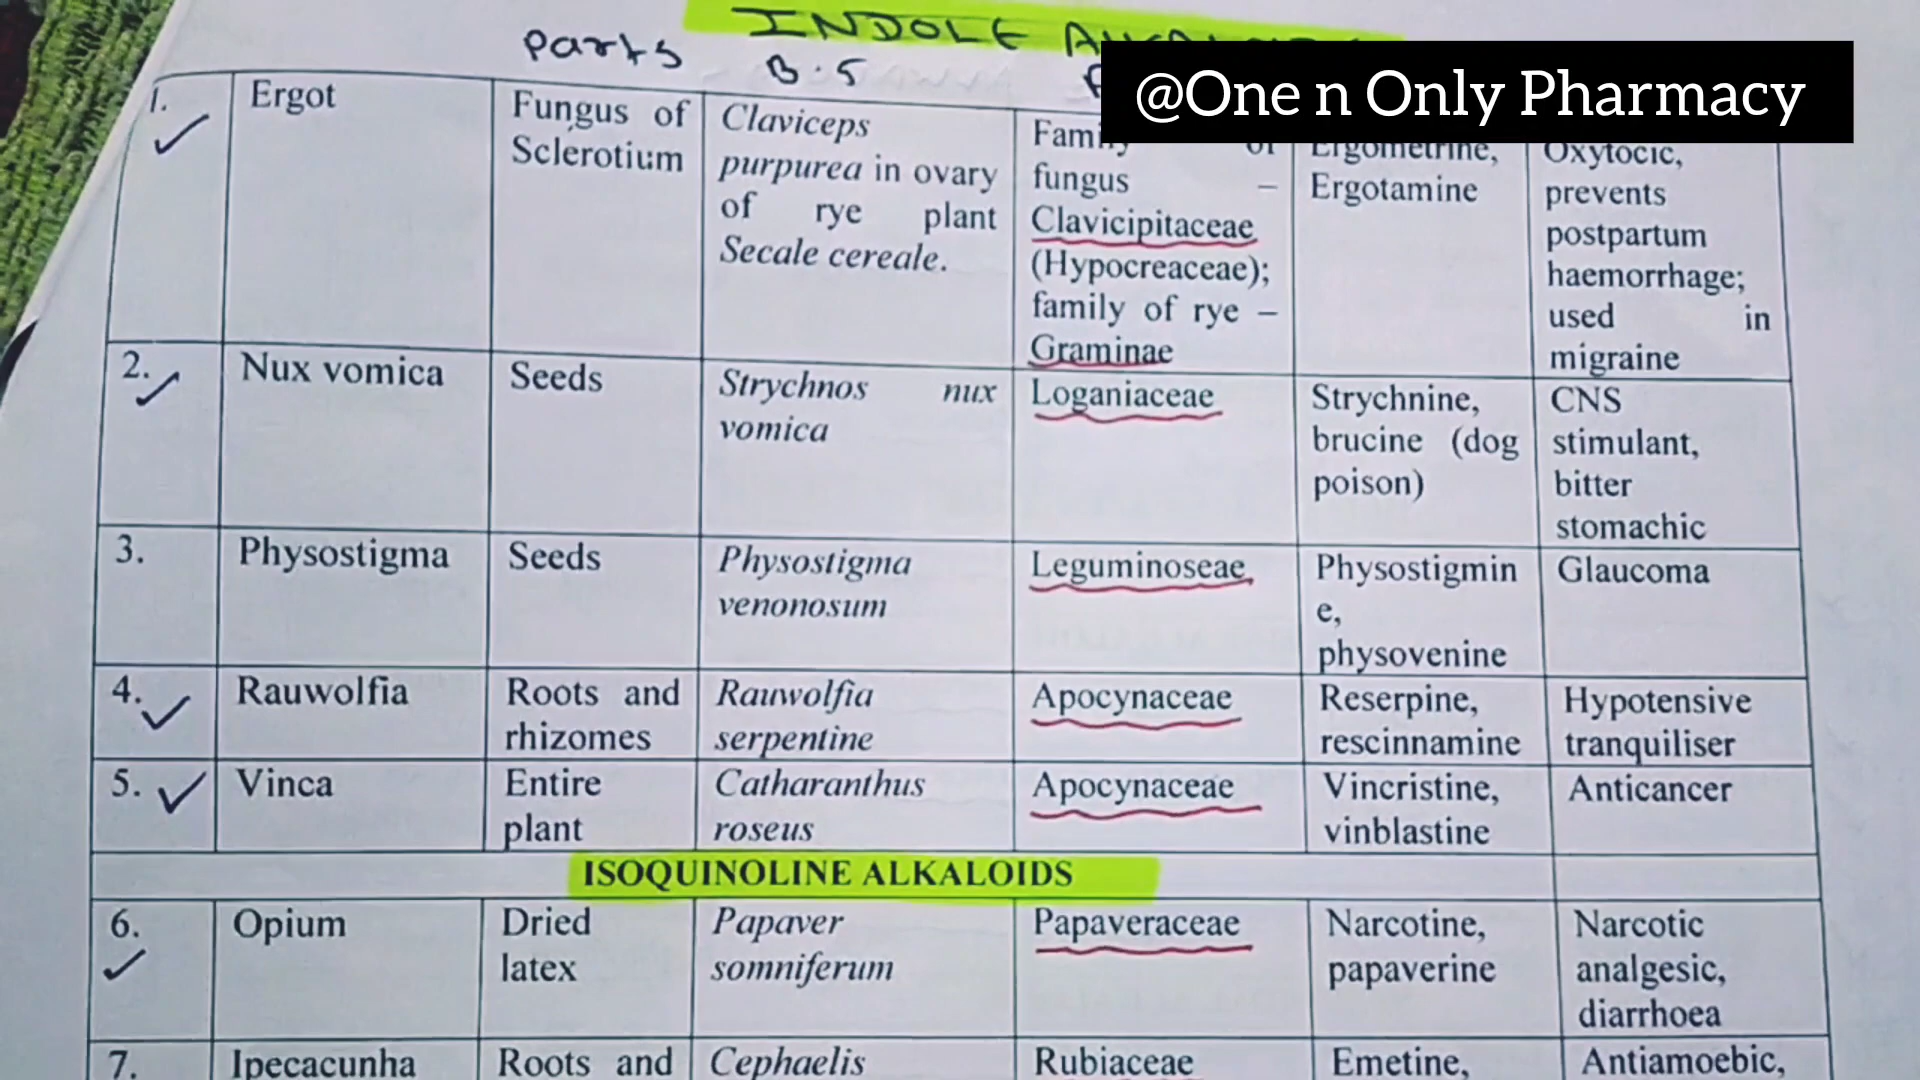 INDOLE
@One n Only Pharmacy
Parts B.S
1. Ergot Fungus of Claviceps Family of Ergometrine, Oxytocic,
Sclerotium purpurea in ovary fungus – Ergotamine prevents
of rye plant Clavicipitaceae postpartum
Secale cereale. (Hypocreaceae); haemorrhage;
family of rye – used in
Graminae migraine
2. Nux vomica Seeds Strychnos nux Loganiaceae Strychnine, CNS
vomica brucine (dog stimulant,
poison) bitter
stomachic
3. Physostigma Seeds Physostigma Leguminoseae Physostigmin Glaucoma
venonosum e,
physovenine
4. Rauwolfia Roots and Rauwolfia Apocynaceae Reserpine, Hypotensive
rhizomes serpentine rescinnamine tranquiliser
5. Vinca Entire Catharanthus Apocynaceae Vincristine, Anticancer
plant roseus vinblastine
ISOQUINOLINE ALKALOIDS
6. Opium Dried Papaver Papaveraceae Narcotine, Narcotic
latex somniferum papaverine analgesic,
diarrhoea
7. Ipecacunha Roots and Cephaelis Rubiaceae Emetine, Antiamoebic,